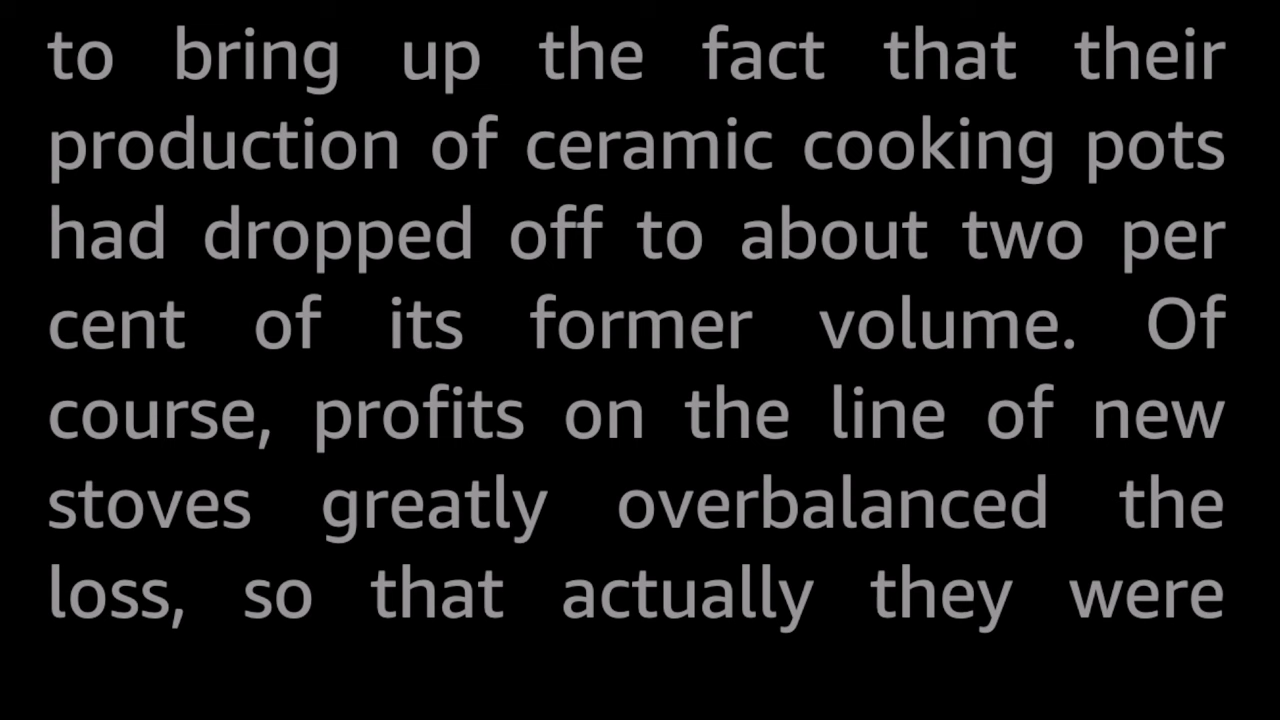 to bring up the fact that their
production of ceramic cooking pots
had dropped off to about two per
cent of its former volume. Of
course, profits on the line of new
stoves greatly overbalanced the
loss, so that actually they were